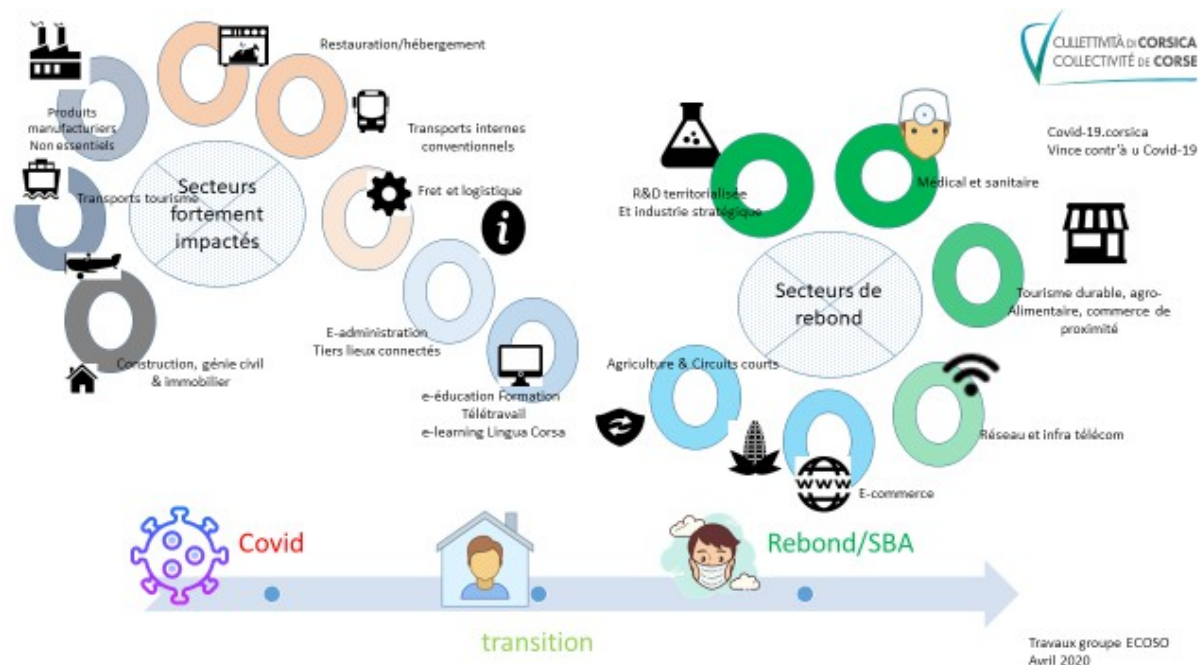 Restauration/hébergement
Produits
manufacturiers
Non essentiels
Transports internes
conventionnels
Transports tourisme
Secteurs
fortement
impactés
Fret et logistique
E-administration
Tiers lieux connectés
Construction, génie civil
& immobilier
e-éducation Formation
Télétravail
e-learning Lingua Corsa
CULLETTIVITÀ DI CORSICA
COLLECTIVITÉ DE CORSE
Covid-19.corsica
Vince contr'à u Covid-19
R&D territorialisée
Et industrie stratégique
Médical et sanitaire
Secteurs de
rebond
Tourisme durable, agro-
Alimentaire, commerce de
proximité
Agriculture & Circuits courts
Réseau et infra télécom
WWW
E-commerce
Covid
transition
Rebond/SBA
Travaux groupe ECOSO
Avril 2020